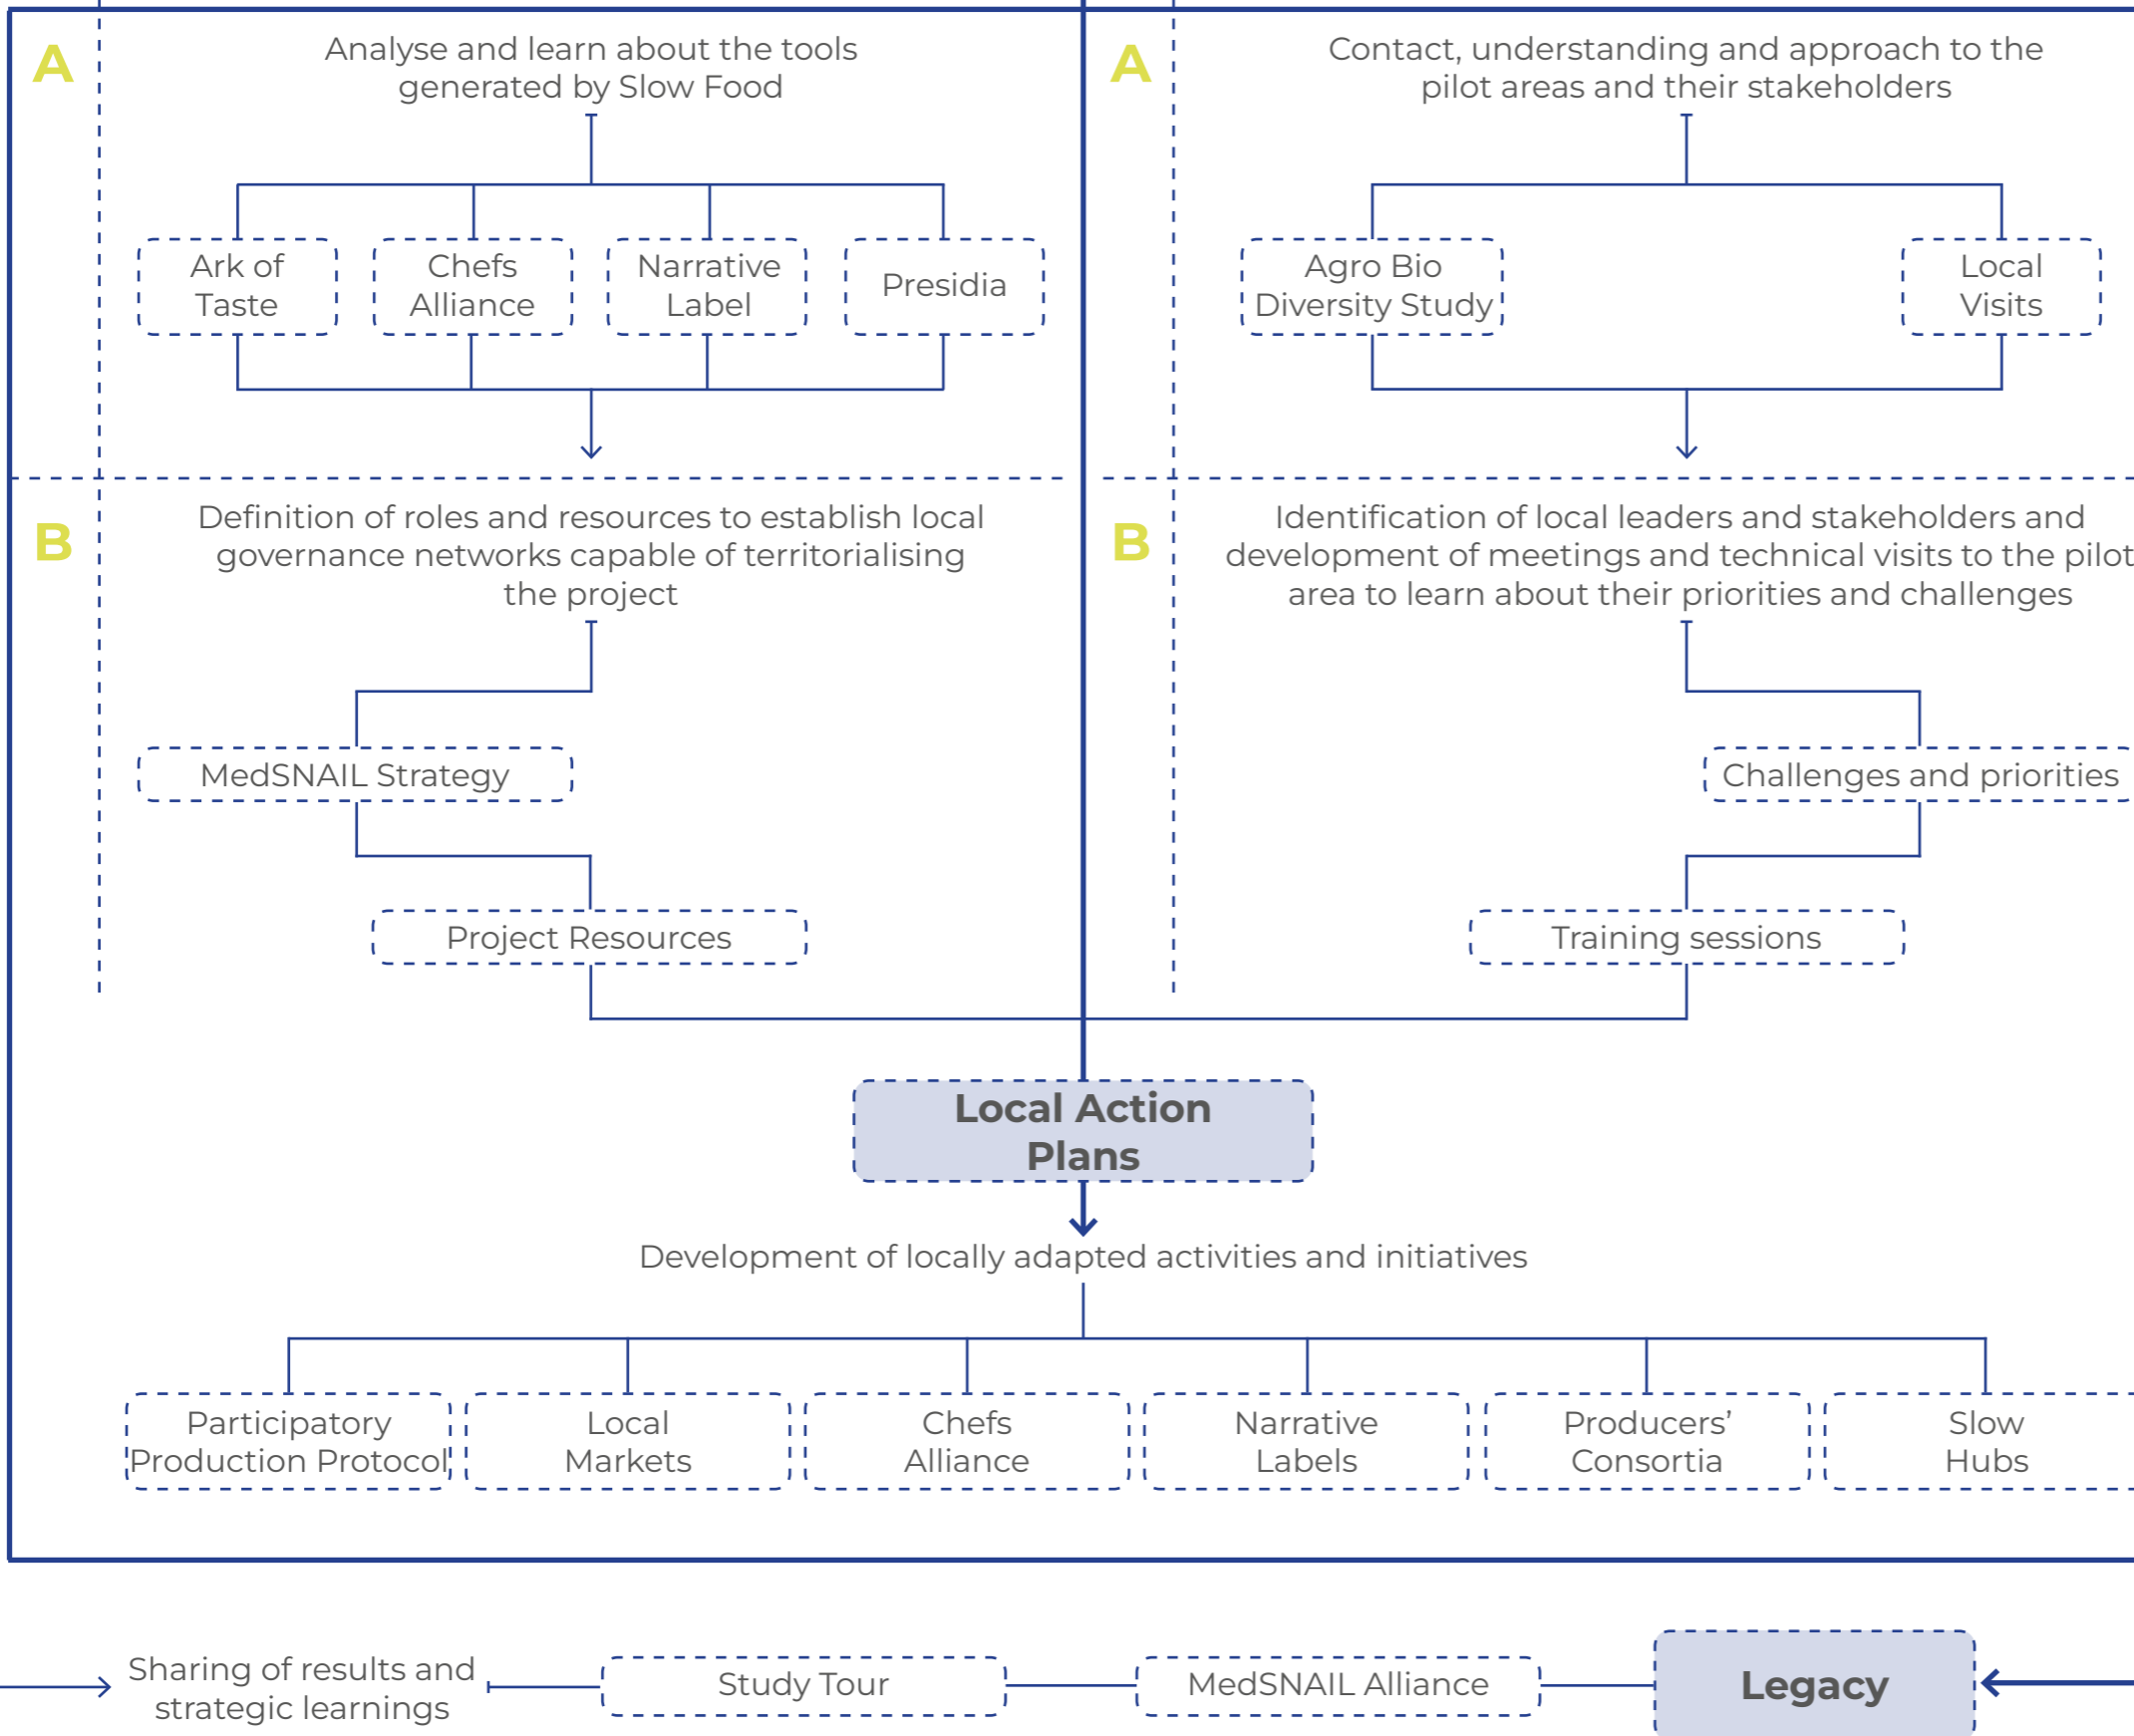 A
Analyse and learn about the tools
generated by Slow Food
Ark of
Taste
Chefs
Alliance
Narrative
Label
Presidia
B
Definition of roles and resources to establish local
governance networks capable of territorialising
the project
MedSNAIL Strategy
Project Resources
A
Contact, understanding and approach to the
pilot areas and their stakeholders
Agro Bio
Diversity Study
Local
Visits
B
Identification of local leaders and stakeholders and
development of meetings and technical visits to the pilot
area to learn about their priorities and challenges
Challenges and priorities
Training sessions
Local Action
Plans
Development of locally adapted activities and initiatives
Participatory
Production Protocol
Local
Markets
Chefs
Alliance
Narrative
Labels
Producers’
Consortia
Slow
Hubs
Sharing of results and
strategic learnings
Study Tour
MedSNAIL Alliance
Legacy